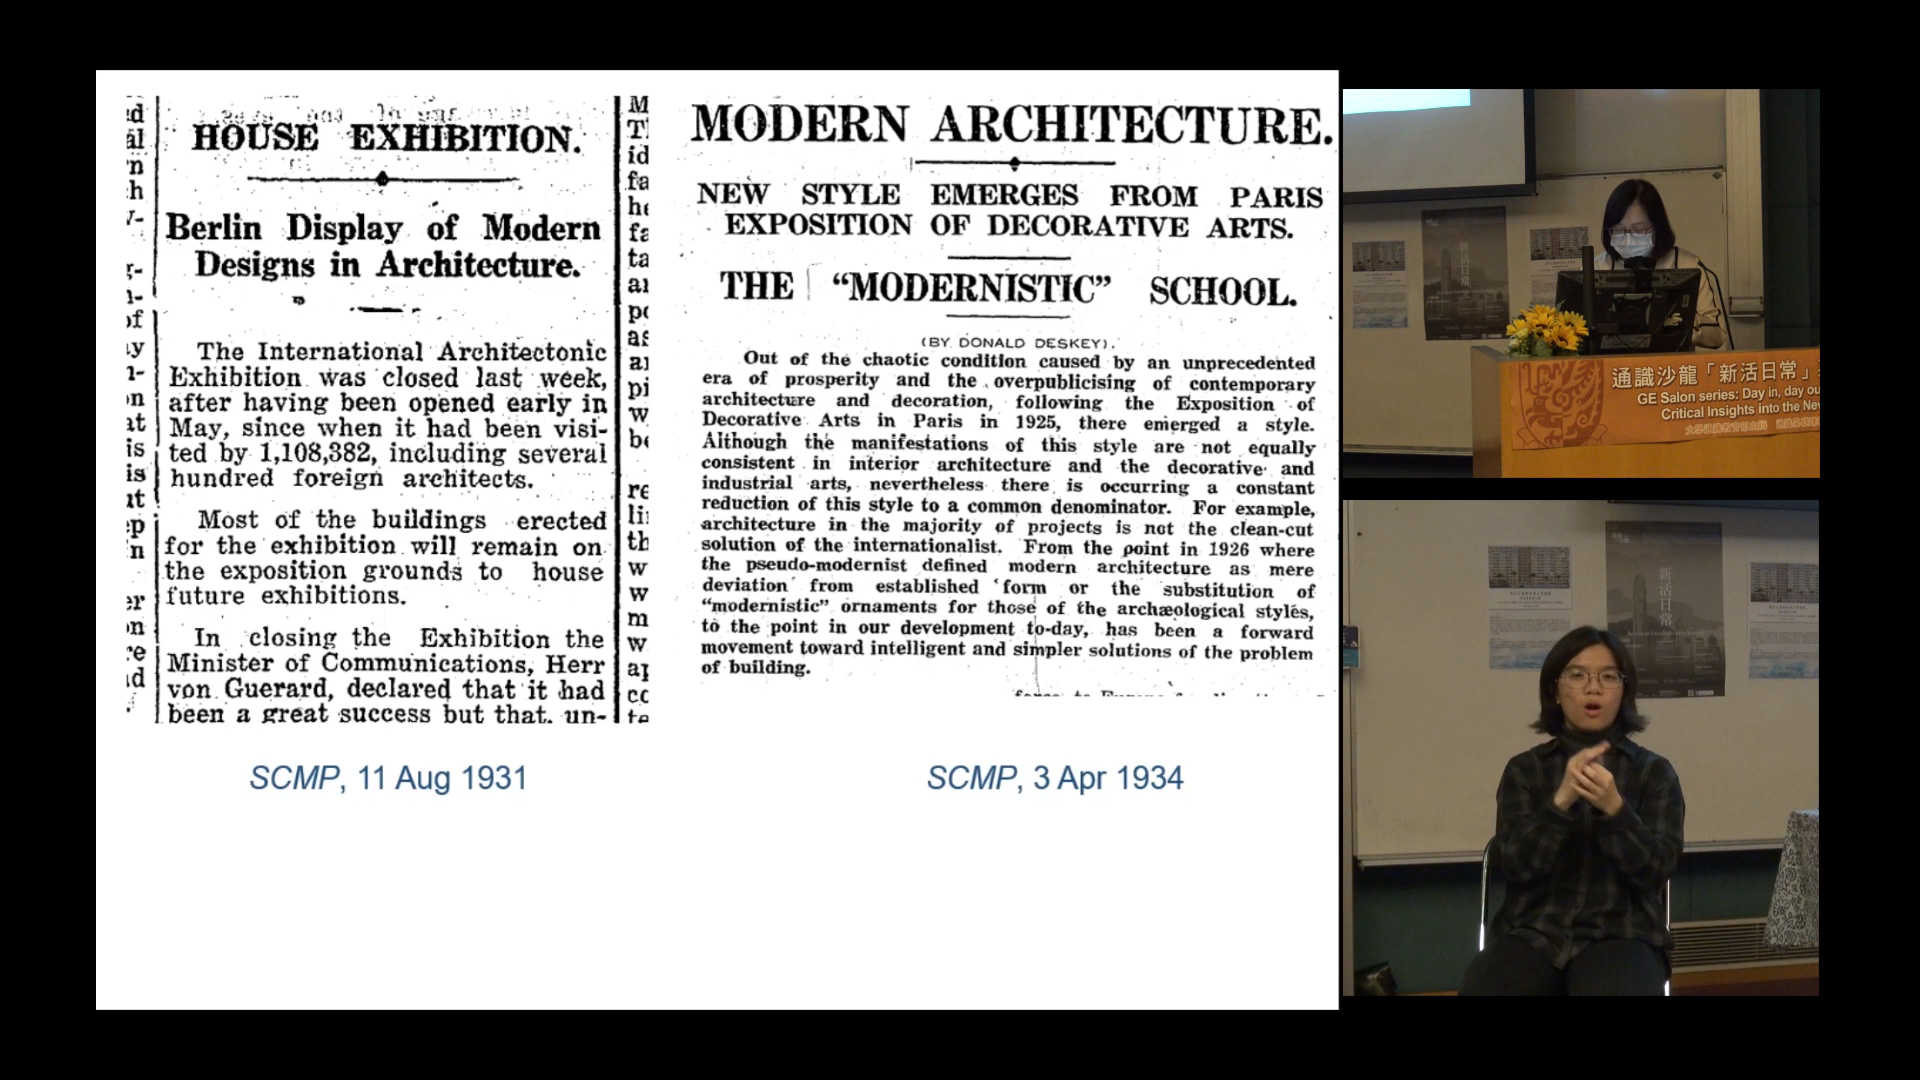 HOUSE EXHIBITION.
Berlin Display of Modern
Designs in Architecture.
The International Architectonic
Exhibition was closed last week,
after having been opened early in
May, since when it had been visi-
ted by 1,108,382, including several
hundred foreign architects.
Most of the buildings erected
for the exhibition will remain on
the exposition grounds to house
future exhibitions.
In closing the Exhibition the
Minister of Communications, Herr
von Guerard, declared that it had
been a great success but that, un-
SCMP, 11 Aug 1931
MODERN ARCHITECTURE.
NEW STYLE EMERGES FROM PARIS
EXPOSITION OF DECORATIVE ARTS.
THE “MODERNISTIC” SCHOOL.
(BY DONALD DESKEY).
Out of the chaotic condition caused by an unprecedented
era of prosperity and the overpublicising of contemporary
architecture and decoration, following the Exposition of
Decorative Arts in Paris in 1925, there emerged a style.
Although the manifestations of this style are not equally
consistent in interior architecture and the decorative and
industrial arts, nevertheless there is occurring a constant
reduction of this style to a common denominator. For example,
architecture in the majority of projects is not the clean-cut
solution of the internationalist. From the point in 1926 where
the pseudo-modernist defined modern architecture as mere
deviation from established form or the substitution of
“modernistic” ornaments for those of the archæological styles,
to the point in our development to-day, has been a forward
movement toward intelligent and simpler solutions of the problem
of building.
SCMP, 3 Apr 1934
新活日常
通識沙龍「新活日常」
GE Salon series: Day in, day ou
Critical Insights into the Ne
新活日常